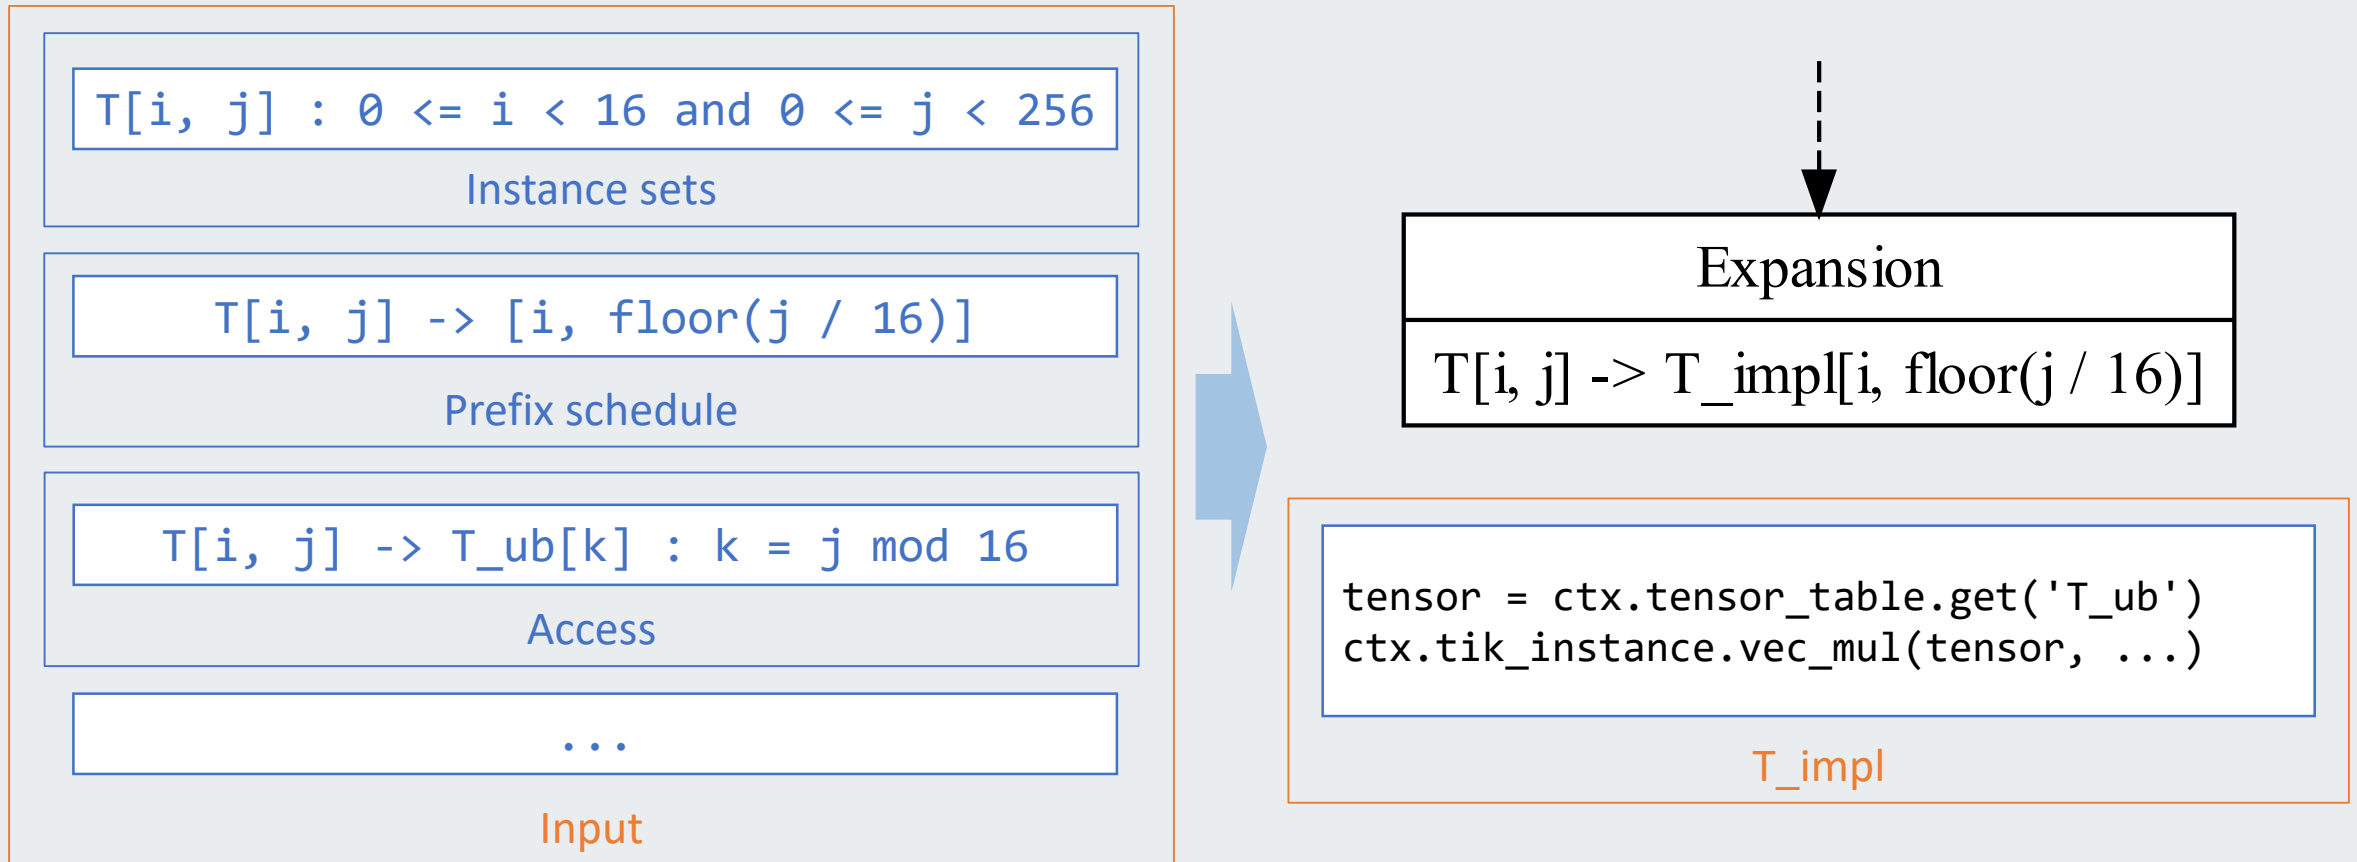 T[i, j] : 0 <= i < 16 and 0 <= j < 256
Instance sets
T[i, j] -> [i, floor(j / 16)]
Prefix schedule
T[i, j] -> T_ub[k] : k = j mod 16
Access
...
Input
Expansion
T[i, j] -> T_impl[i, floor(j / 16)]
tensor = ctx.tensor_table.get('T_ub')
ctx.tik_instance.vec_mul(tensor, ...)
T_impl